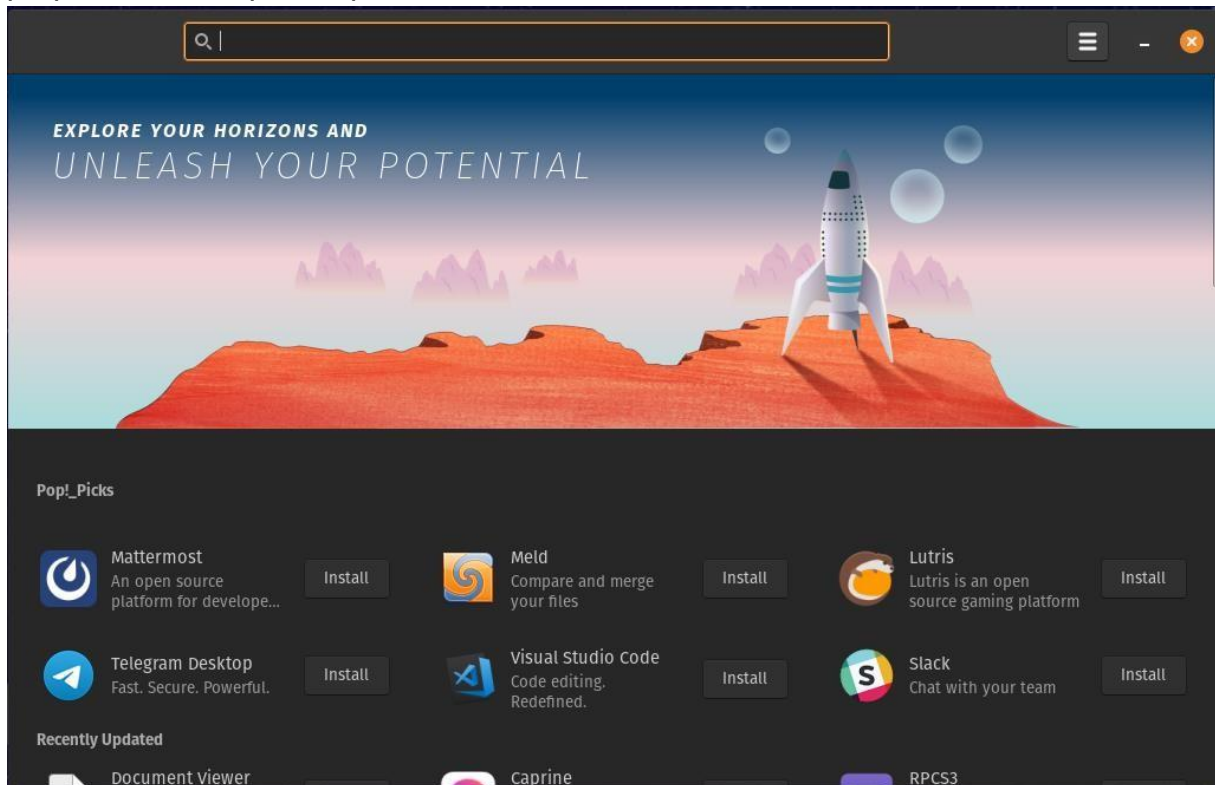 EXPLORE YOUR HORIZONS AND
UNLEASH YOUR POTENTIAL
Pop!_Picks
Mattermost
An open source
platform for develope...
Install
Meld
Compare and merge
your files
Install
Lutris
Lutris is an open
source gaming platform
Install
Telegram Desktop
Fast. Secure. Powerful.
Install
Visual Studio Code
Code editing.
Redefined.
Install
Slack
Chat with your team
Install
Recently Updated
Document Viewer
Caprine
RPCS3